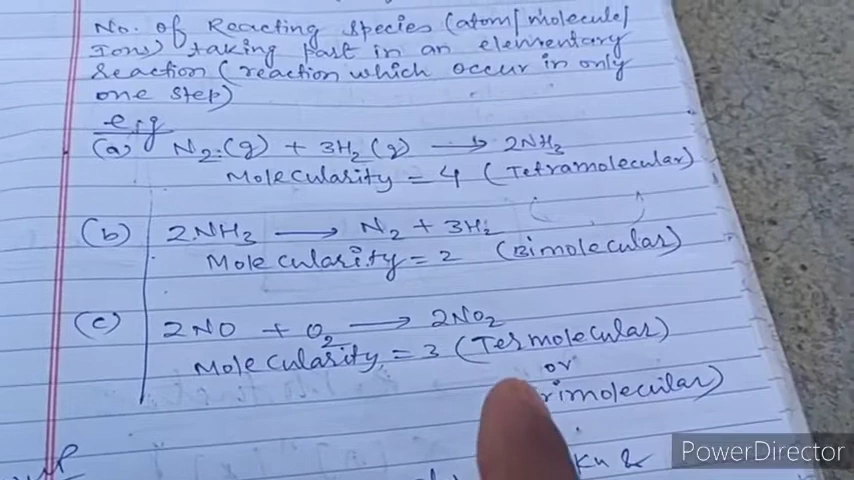 No. of Reacting species (atom/molecule/
Ions) taking part in an elementary
reaction (reaction which occur in only
one step)
e.g
(a) N2(g) + 3H2(g) → 2NH3
Molecularity = 4 (Tetramolecular)
(b) 2NH3 → N2 + 3H2
Molecularity = 2 (Bimolecular)
(c) 2NO + O2 → 2NO2
Molecularity = 3 (Termolecular)
or
rimolecular)
&
PowerDirector